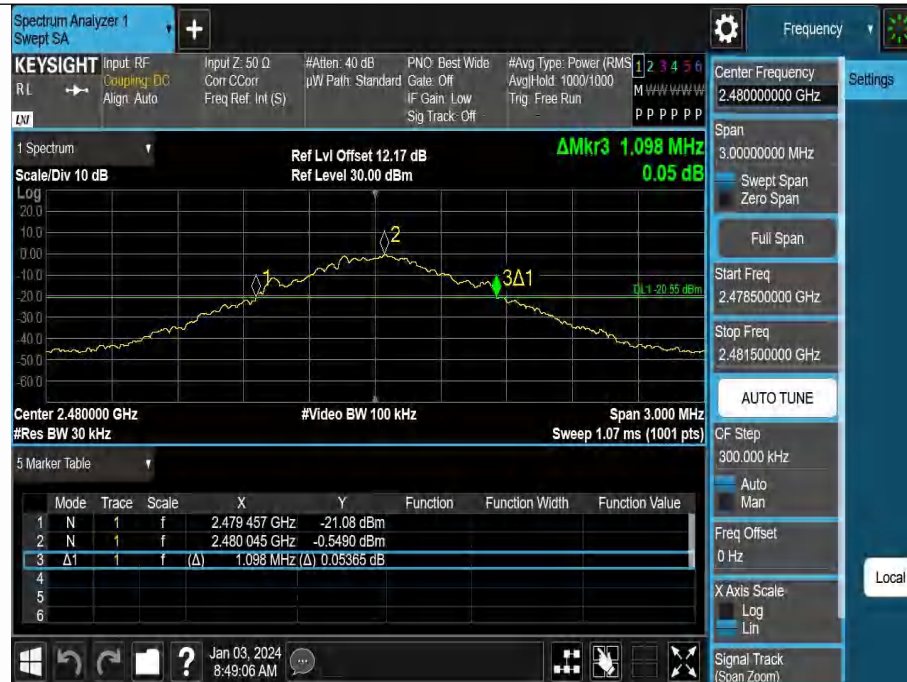 Spectrum Analyzer 1
Swept SA
+
Frequency
KEYSIGHT
RL
LXI
Input: RF
Coupling: DC
Align: Auto
Input Z: 50 Ω
Corr CCorr
Freq Ref: Int (S)
#Atten: 40 dB
µW Path: Standard
PNO: Best Wide
Gate: Off
IF Gain: Low
Sig Track: Off
#Avg Type: Power (RMS
Avg|Hold: 1000/1000
Trig: Free Run
1 2 3 4 5 6
M W W W W W
P P P P P P
1 Spectrum
Scale/Div 10 dB
Ref Lvl Offset 12.17 dB
Ref Level 30.00 dBm
ΔMkr3 1.098 MHz
0.05 dB
Log
20.0
10.0
0.00
-10.0
-20.0
-30.0
-40.0
-50.0
-60.0
1
2
3Δ1
DL1 -20.55 dBm
Center 2.480000 GHz
#Video BW 100 kHz
Span 3.000 MHz
#Res BW 30 kHz
Sweep 1.07 ms (1001 pts)
5 Marker Table
Mode Trace Scale X Y Function Function Width Function Value
1 N 1 f 2.479 457 GHz -21.08 dBm
2 N 1 f 2.480 045 GHz -0.5490 dBm
3 Δ1 1 f (Δ) 1.098 MHz (Δ) 0.05365 dB
4
5
6
?
Jan 03, 2024
8:49:06 AM
Center Frequency
2.480000000 GHz
Span
3.00000000 MHz
Swept Span
Zero Span
Full Span
Start Freq
2.478500000 GHz
Stop Freq
2.481500000 GHz
AUTO TUNE
CF Step
300.000 kHz
Auto
Man
Freq Offset
0 Hz
X Axis Scale
Log
Lin
Signal Track
(Span Zoom)
Settings
Local